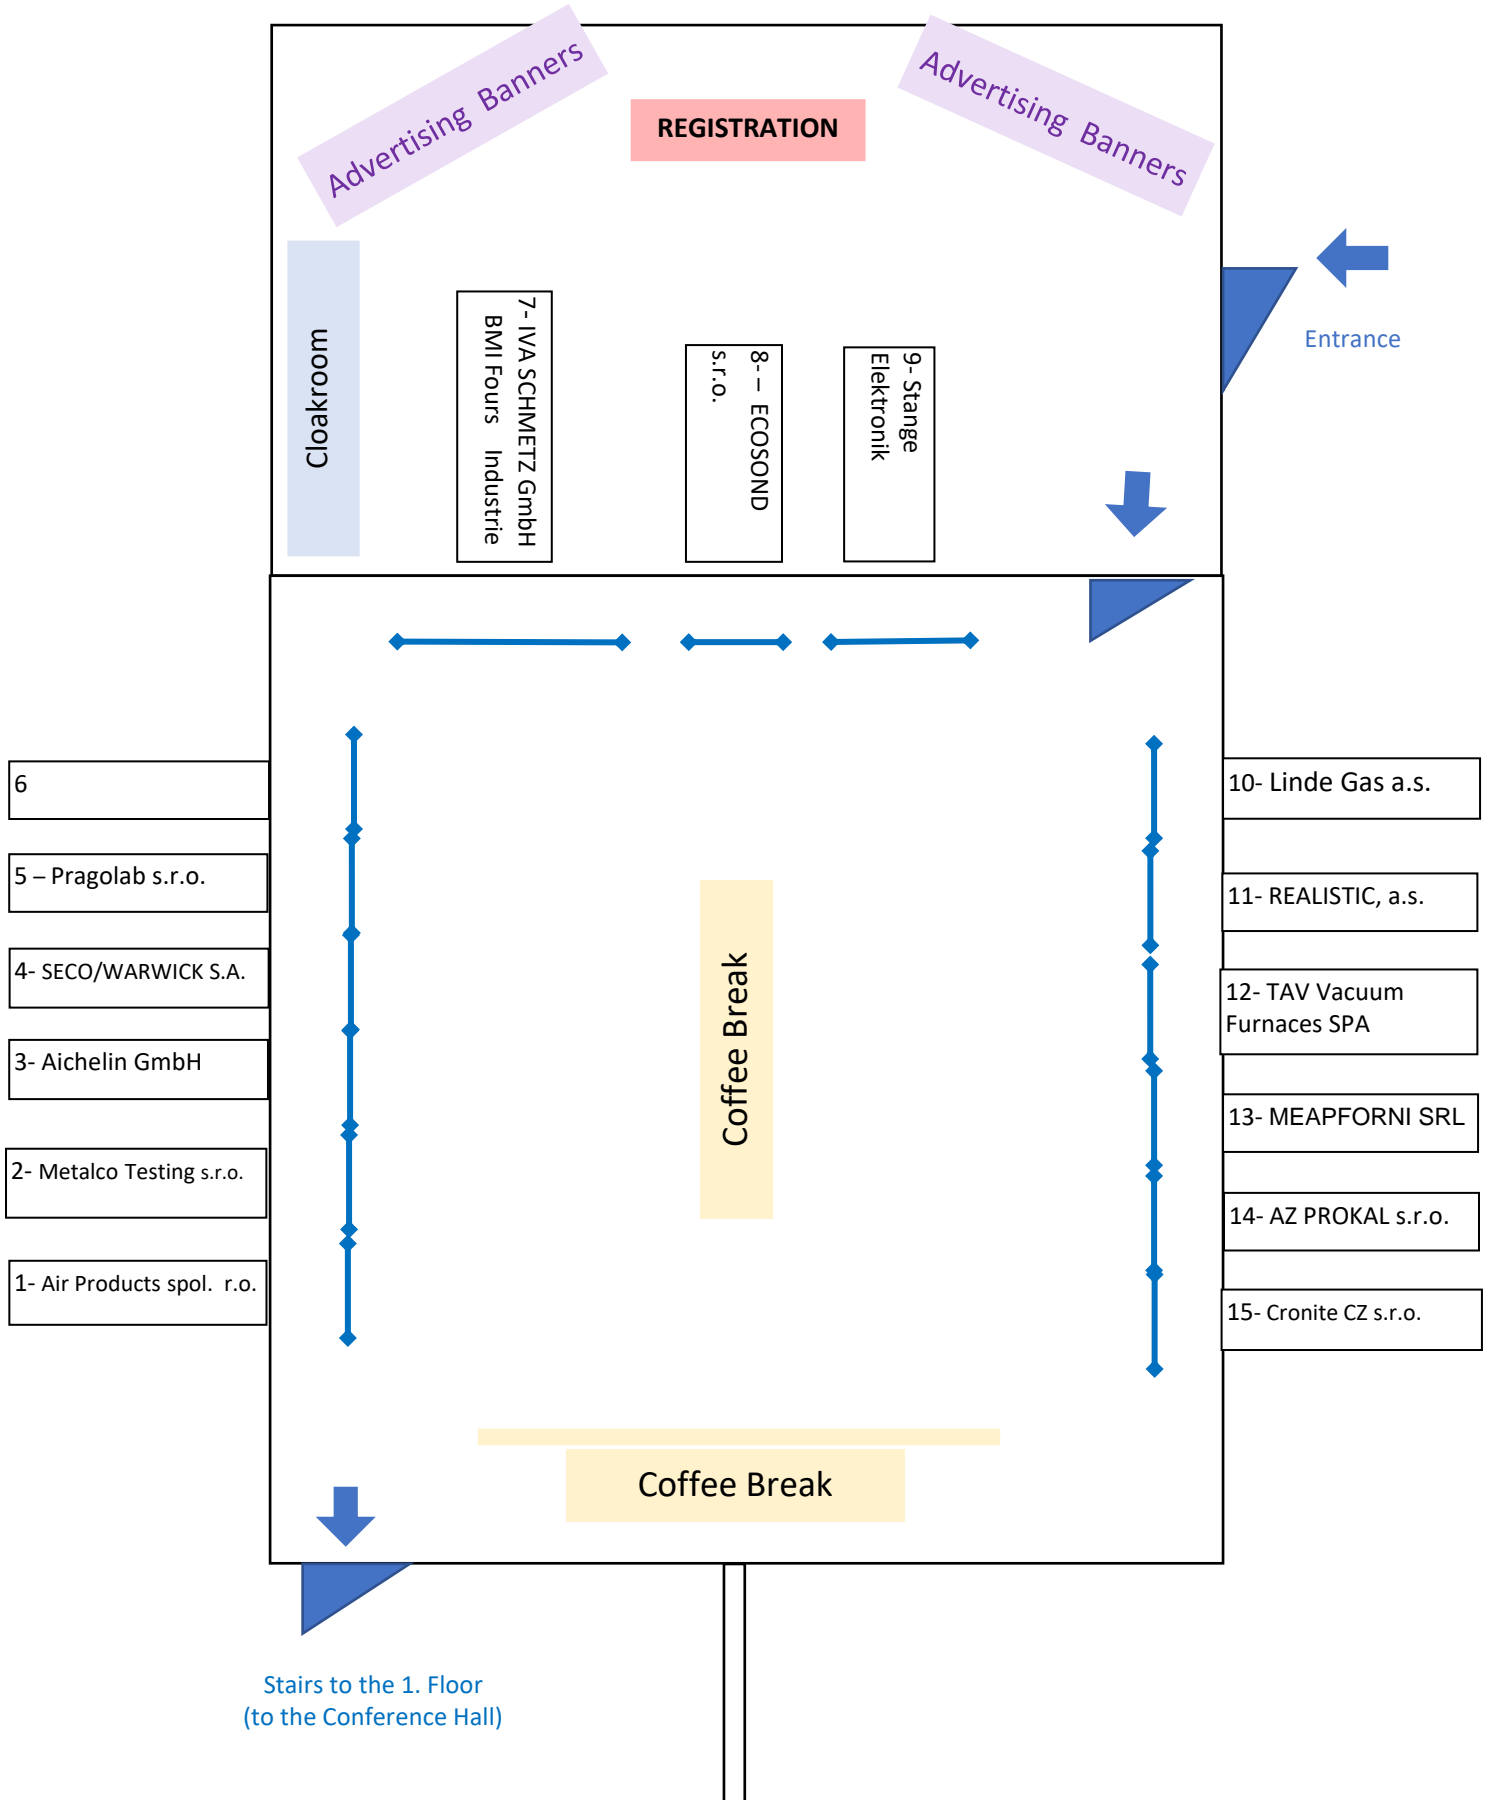 Advertising  Banners
REGISTRATION
Advertising  Banners
Entrance
Cloakroom
7- IVA SCHMETZ GmbH
BMI Fours    Industrie
8- – ECOSOND
s.r.o.
9- Stange
Elektronik
6
5 – Pragolab s.r.o.
4- SECO/WARWICK S.A.
3- Aichelin GmbH
2- Metalco Testing s.r.o.
1- Air Products spol.  r.o.
Coffee Break
10- Linde Gas a.s.
11- REALISTIC, a.s.
12- TAV Vacuum
Furnaces SPA
13- MEAPFORNI SRL
14- AZ PROKAL s.r.o.
15- Cronite CZ s.r.o.
Coffee Break
Stairs to the 1. Floor
(to the Conference Hall)